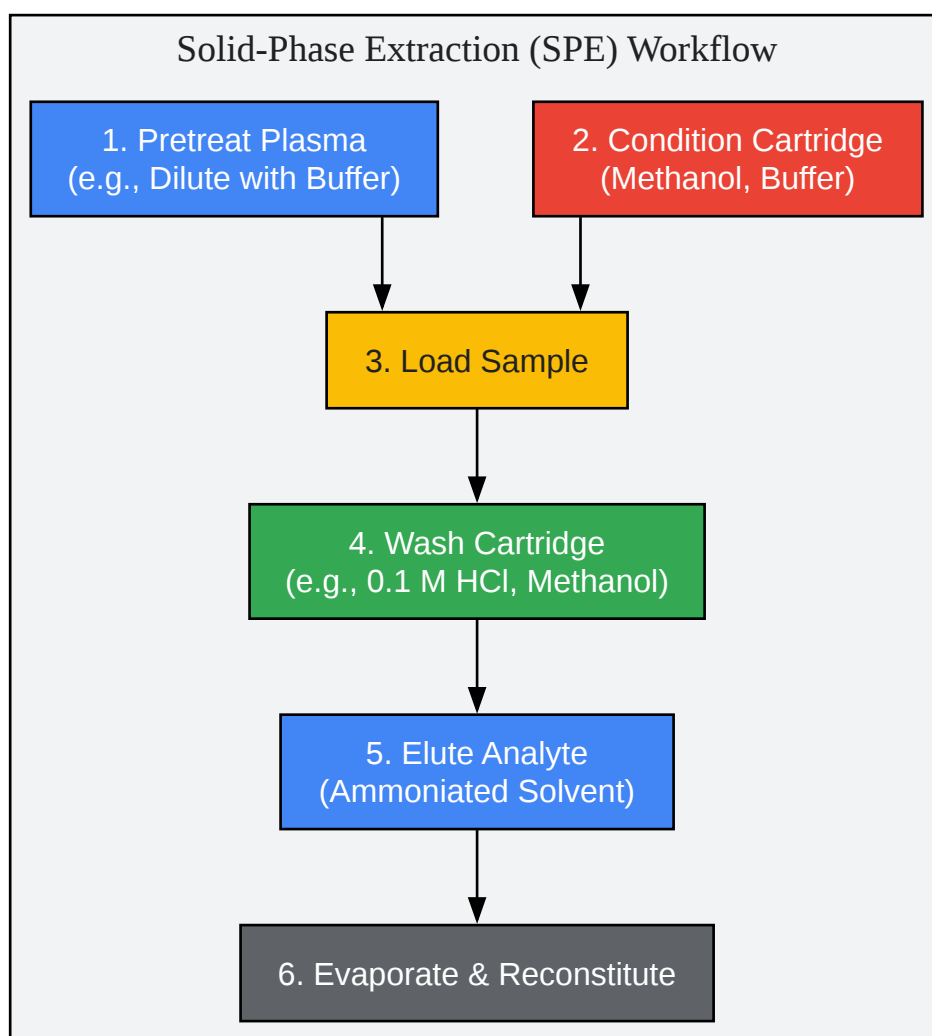 Solid-Phase Extraction (SPE) Workflow
1. Pretreat Plasma
(e.g., Dilute with Buffer)
2. Condition Cartridge
(Methanol, Buffer)
3. Load Sample
4. Wash Cartridge
(e.g., 0.1 M HCl, Methanol)
5. Elute Analyte
(Ammoniated Solvent)
6. Evaporate & Reconstitute